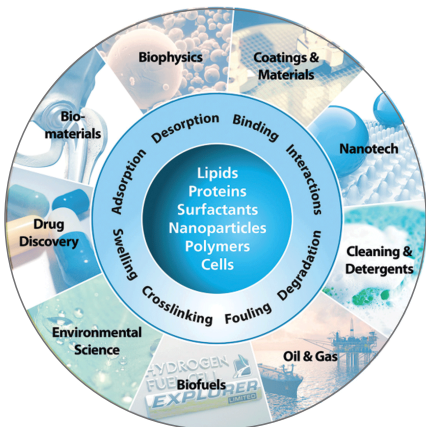 Biophysics
Coatings &
Materials
Nanotech
Cleaning &
Detergents
Oil & Gas
Biofuels
HYDROGEN
FUEL CELL
EXPLORER
LIMITED
Environmental
Science
Drug
Discovery
Bio-
materials
Adsorption
Desorption
Binding
Interactions
Degradation
Fouling
Crosslinking
Swelling
Lipids
Proteins
Surfactants
Nanoparticles
Polymers
Cells